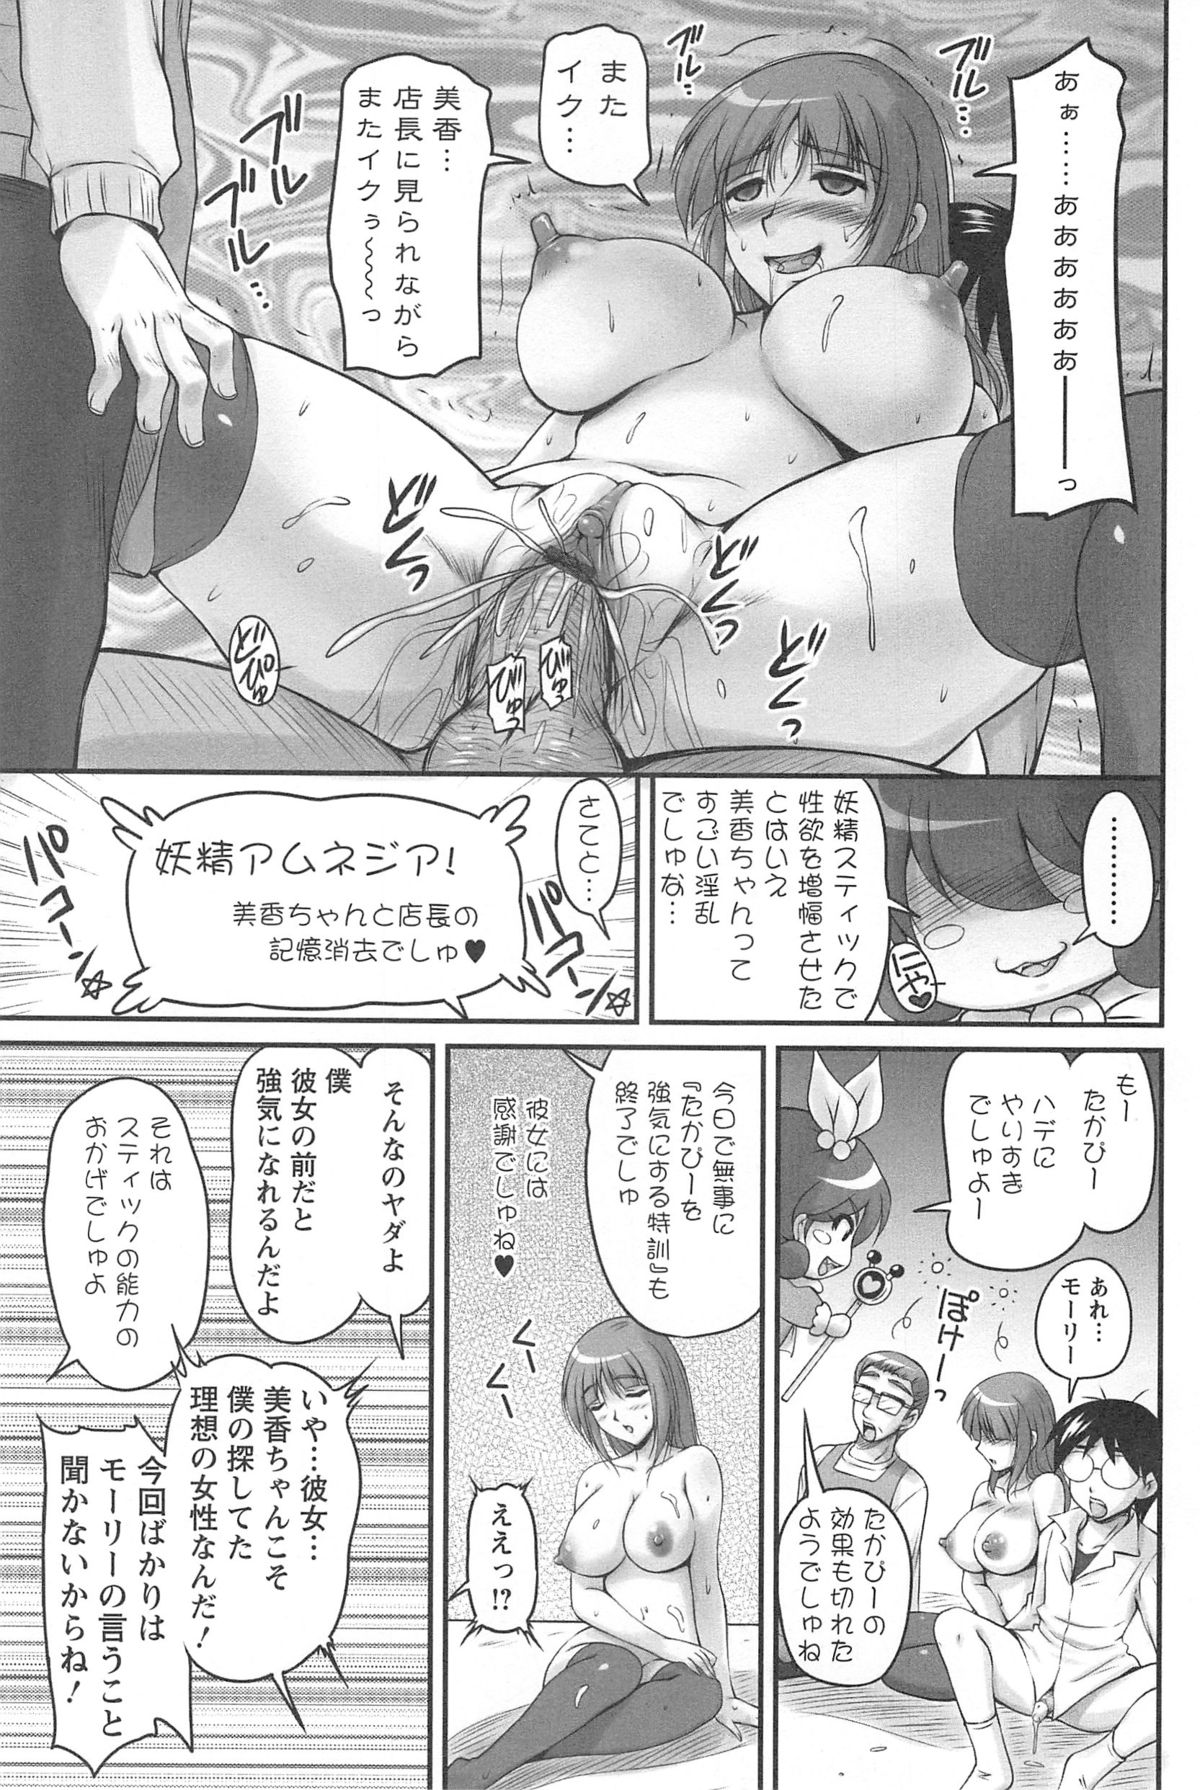 あぁ……あああああああ――――っ
また
イク…
美香…
店長に見られながら
またイクぅ～～～～っ
ブルル…
ブルル…
ブルルル…
どくっ
どくっ
どくっ
どくっ
びゅっ
びゅっ
どぴゅっ
………
妖精スティックで
性欲を増幅させた
とはいえ
美香ちゃんって
すごい淫乱
でしゅな…
にや♥
さてと…
妖精アムネジア!
美香ちゃんと店長の
記憶消去でしゅ♥
パコーン☆
パコーン☆
もー
たかぴー
ハデに
やりすき
でしゅよー
あれ…
モーリー
ぽけーっ
たかぴーの
効果も切れた
ようでしゅね
今日で無事に
『たかぴーを
強気にする特訓』も
終了でしゅ
彼女には
感謝でしゅね♥
くー
くー
ええっ!?
そんなのヤダよ
僕
彼女の前だと
強気になれるんだよ
それは
スティックの能力の
おかげでしゅよ
いや…彼女…
美香ちゃんこそ
僕の探してた
理想の女性なんだ!
今回ばかりは
モーリーの言うこと
聞かないからね!